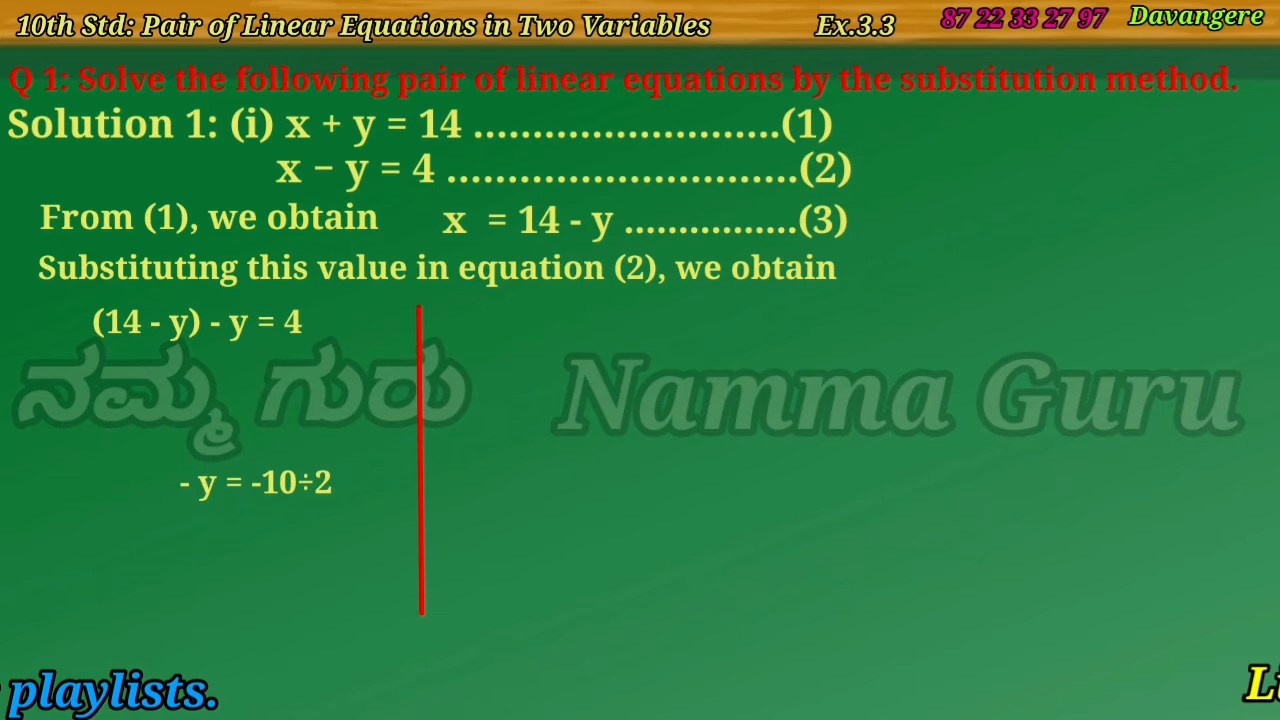 10th Std: Pair of Linear Equations in Two Variables Ex.3.3 87 22 33 27 97 Davangere
Q 1: Solve the following pair of linear equations by the substitution method.
Solution 1: (i) x + y = 14 ..........................(1)
x − y = 4 .............................(2)
From (1), we obtain x = 14 - y ................(3)
Substituting this value in equation (2), we obtain
(14 - y) - y = 4
ನಮ್ಮ ಗುರು Namma Guru
- y = -10÷2
playlists.